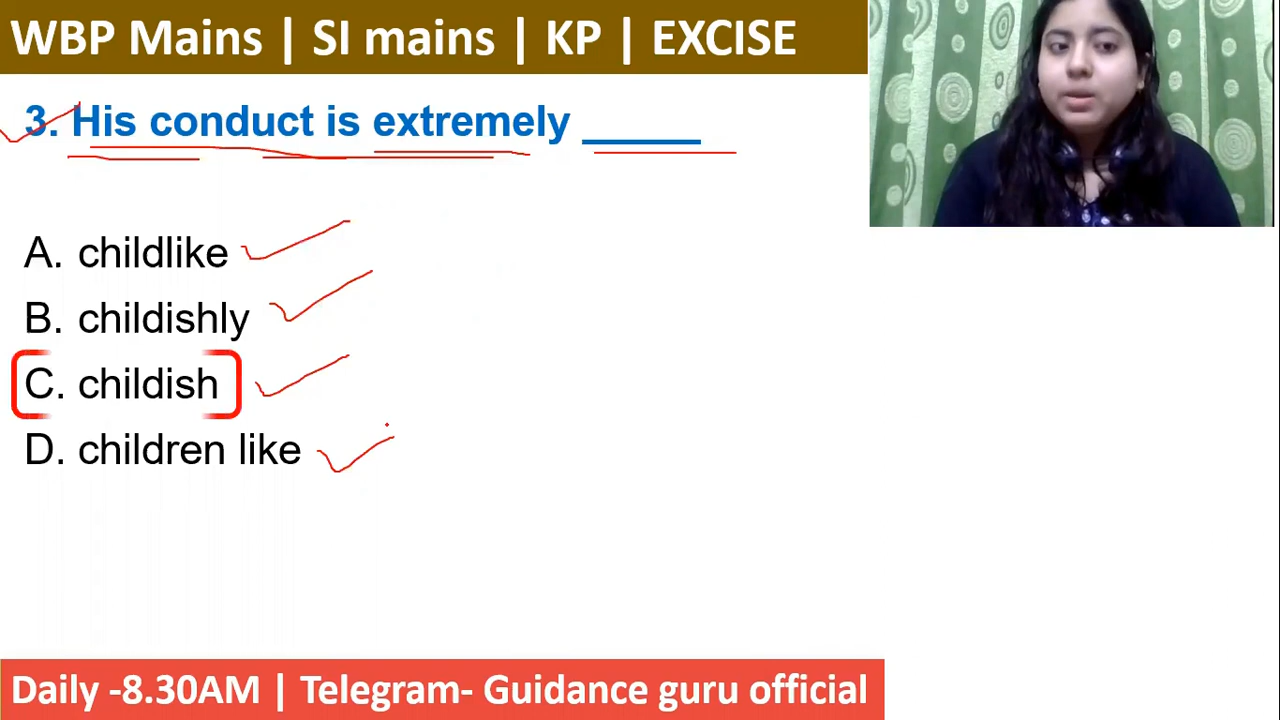 WBP Mains | SI mains | KP | EXCISE
3. His conduct is extremely _____
A. childlike
B. childishly
C. childish
D. children like
Daily -8.30AM | Telegram- Guidance guru official